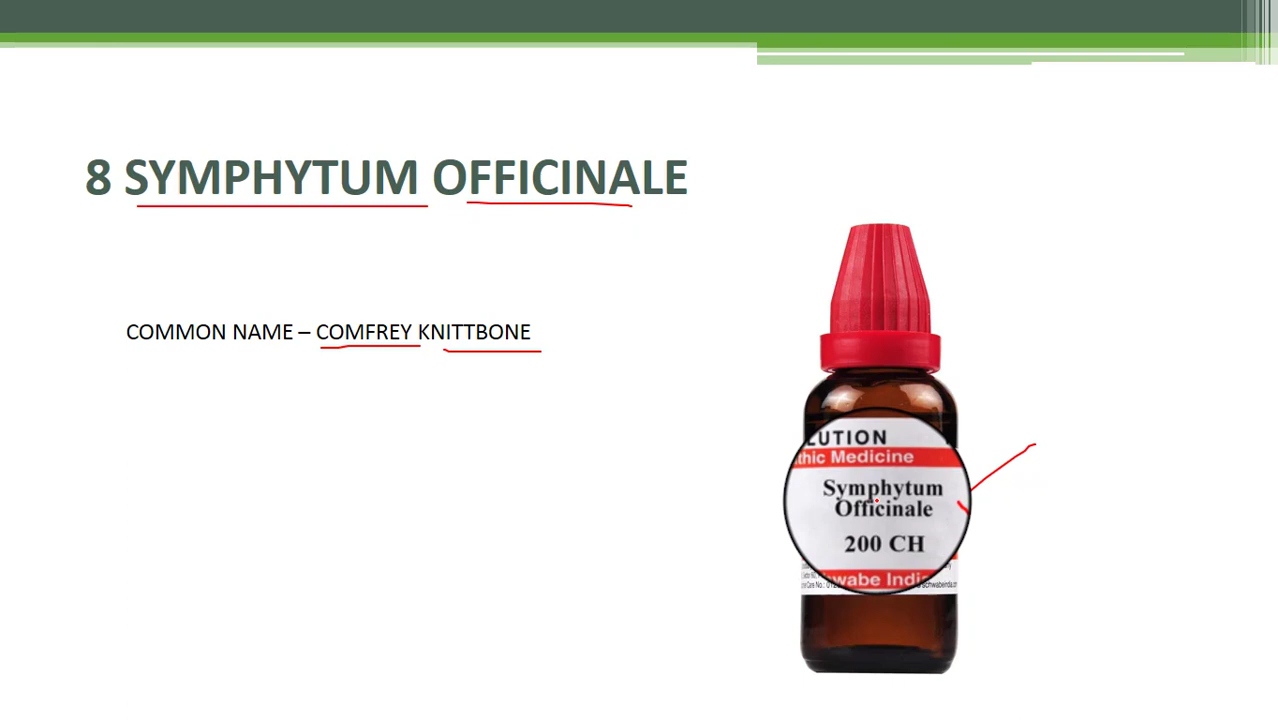 8 SYMPHYTUM OFFICINALE
COMMON NAME – COMFREY KNITTBONE
LUTION
thic Medicine
Symphytum
Officinale
200 CH
wabe Indi